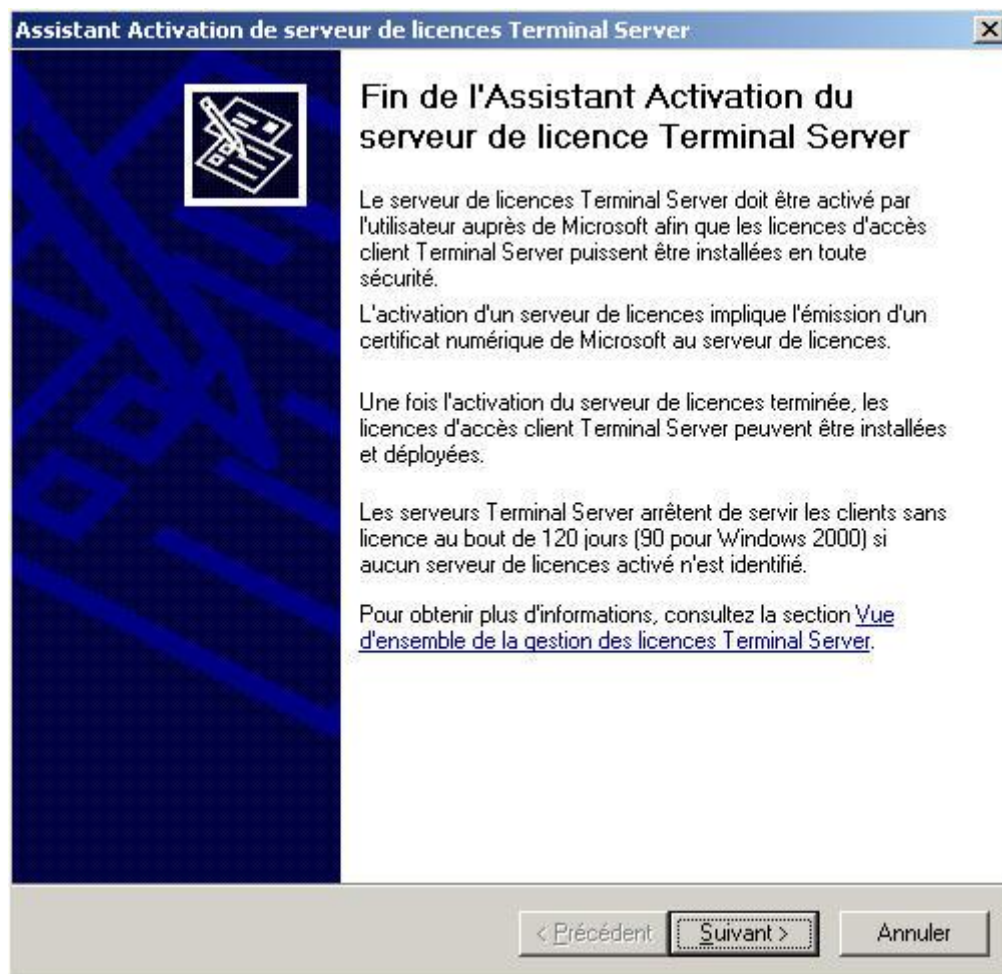 Assistant Activation de serveur de licences Terminal Server
Fin de l'Assistant Activation du
serveur de licence Terminal Server
Le serveur de licences Terminal Server doit être activé par
l'utilisateur auprès de Microsoft afin que les licences d'accès
client Terminal Server puissent être installées en toute
sécurité.
L'activation d'un serveur de licences implique l'émission d'un
certificat numérique de Microsoft au serveur de licences.
Une fois l'activation du serveur de licences terminée, les
licences d'accès client Terminal Server peuvent être installées
et déployées.
Les serveurs Terminal Server arrêtent de servir les clients sans
licence au bout de 120 jours (90 pour Windows 2000) si
aucun serveur de licences activé n'est identifié.
Pour obtenir plus d'informations, consultez la section Vue
d'ensemble de la gestion des licences Terminal Server.
< Précédent Suivant > Annuler